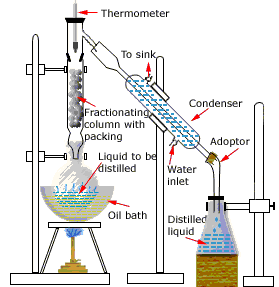 Thermometer
To sink
Condenser
Fractionating
column with
packing
Adoptor
Liquid to be
distilled
Water
inlet
Oil bath
Distilled
liquid